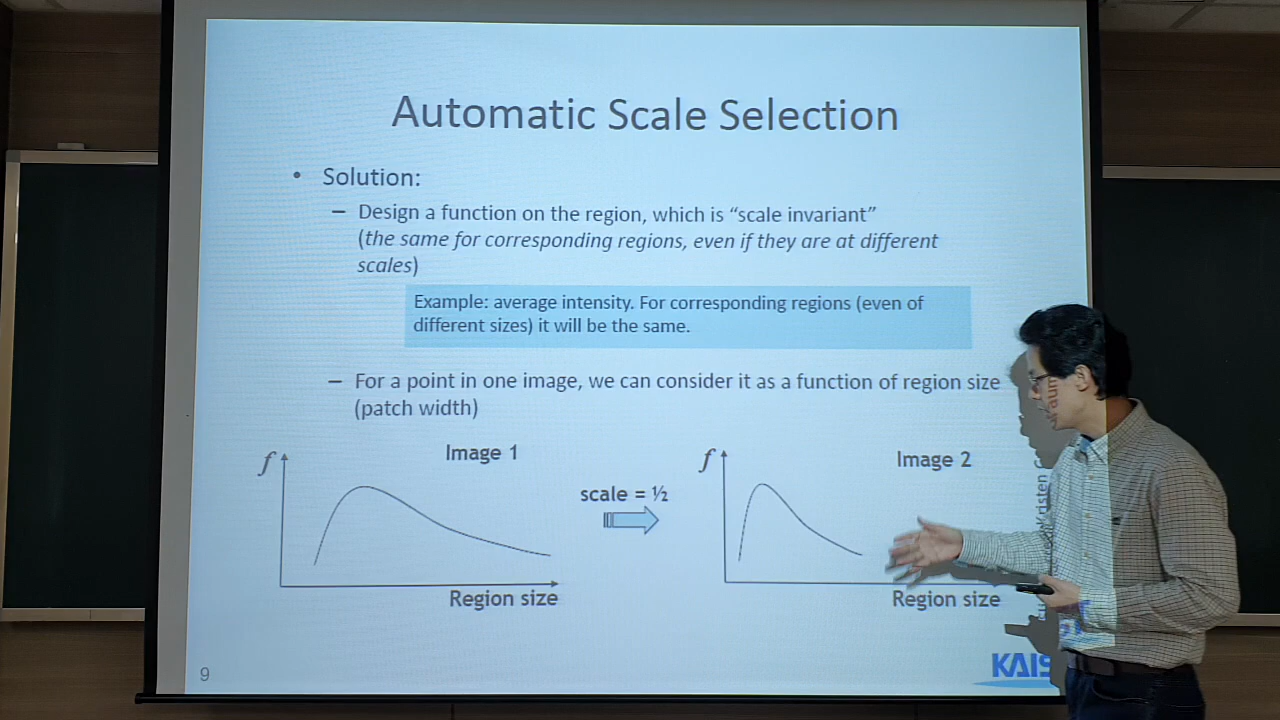 Automatic Scale Selection
• Solution:
– Design a function on the region, which is “scale invariant”
(the same for corresponding regions, even if they are at different
scales)
Example: average intensity. For corresponding regions (even of
different sizes) it will be the same.
– For a point in one image, we can consider it as a function of region size
(patch width)
f
Image 1
Region size
scale = ½
f
Image 2
Region size
Kristen
9
KAIS